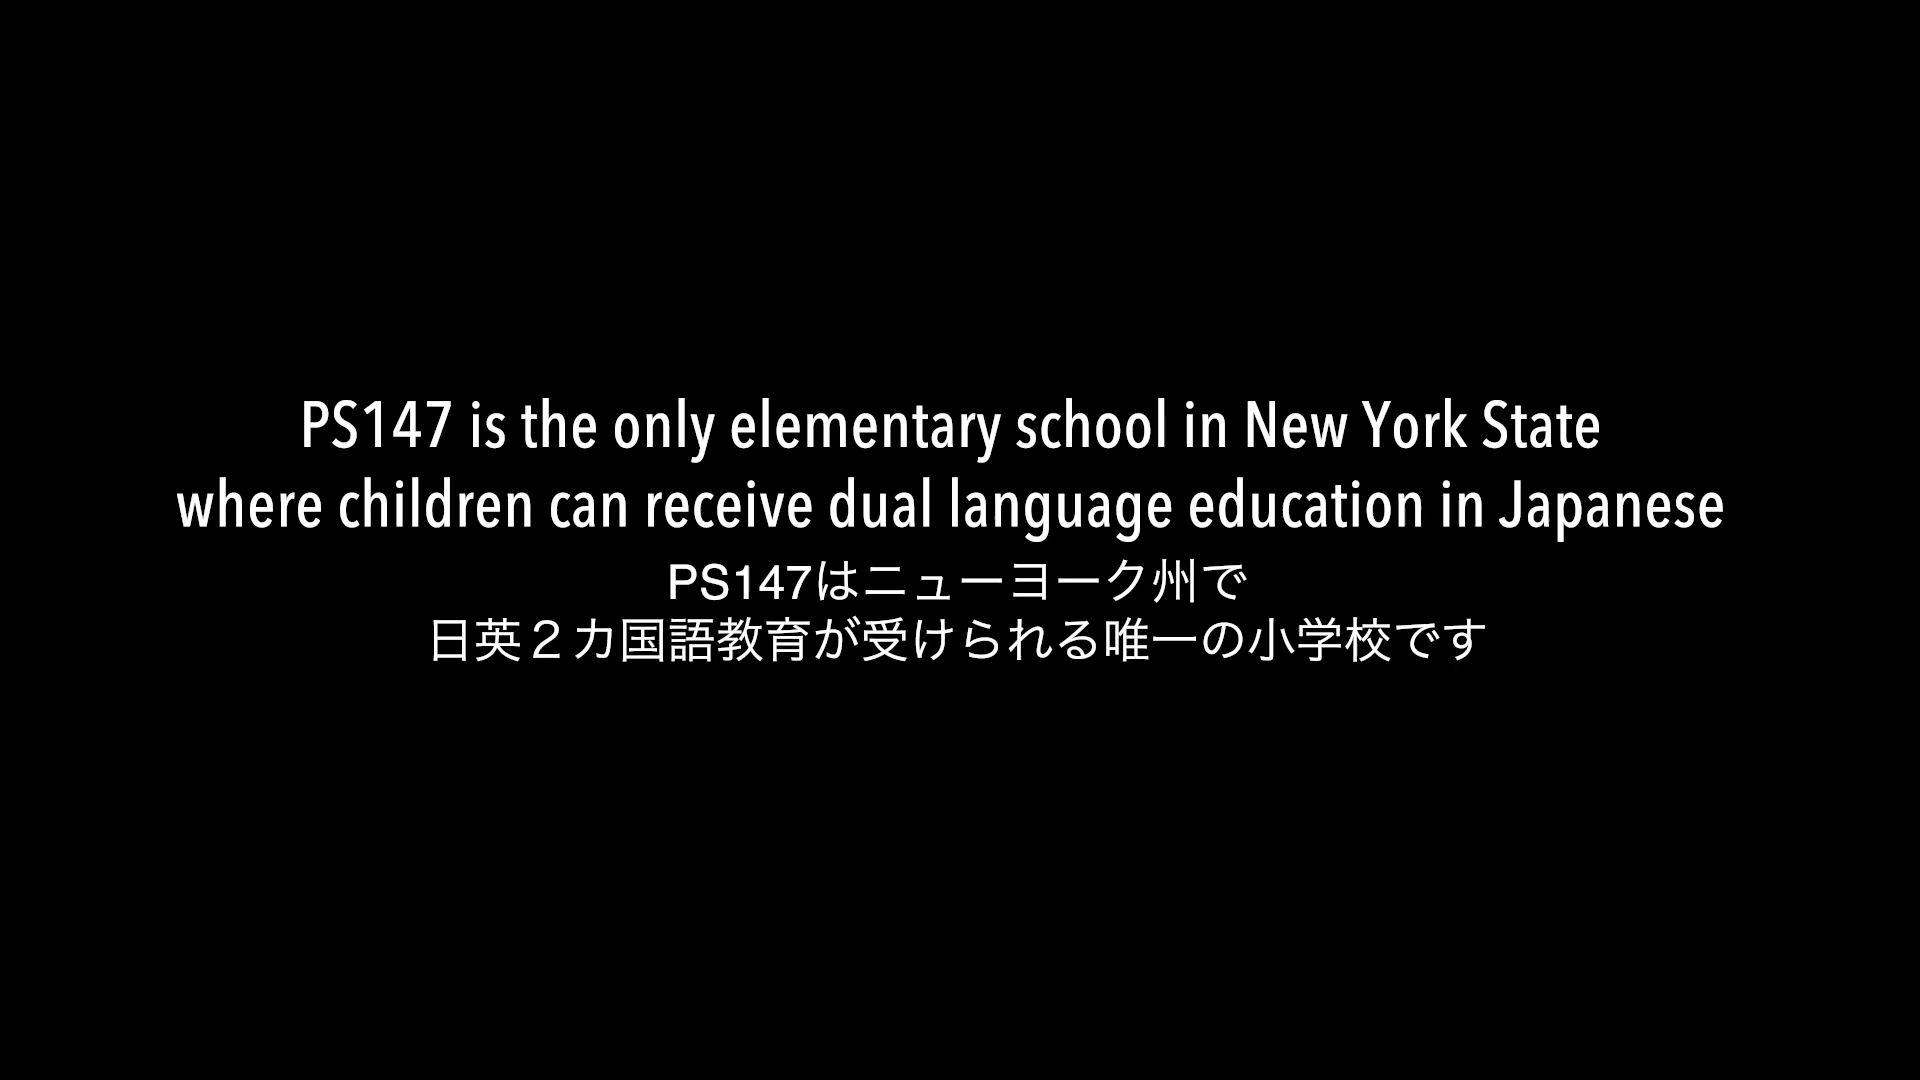 PS147 is the only elementary school in New York State
where children can receive dual language education in Japanese
PS147はニューヨーク州で
日英２カ国語教育が受けられる唯一の小学校です